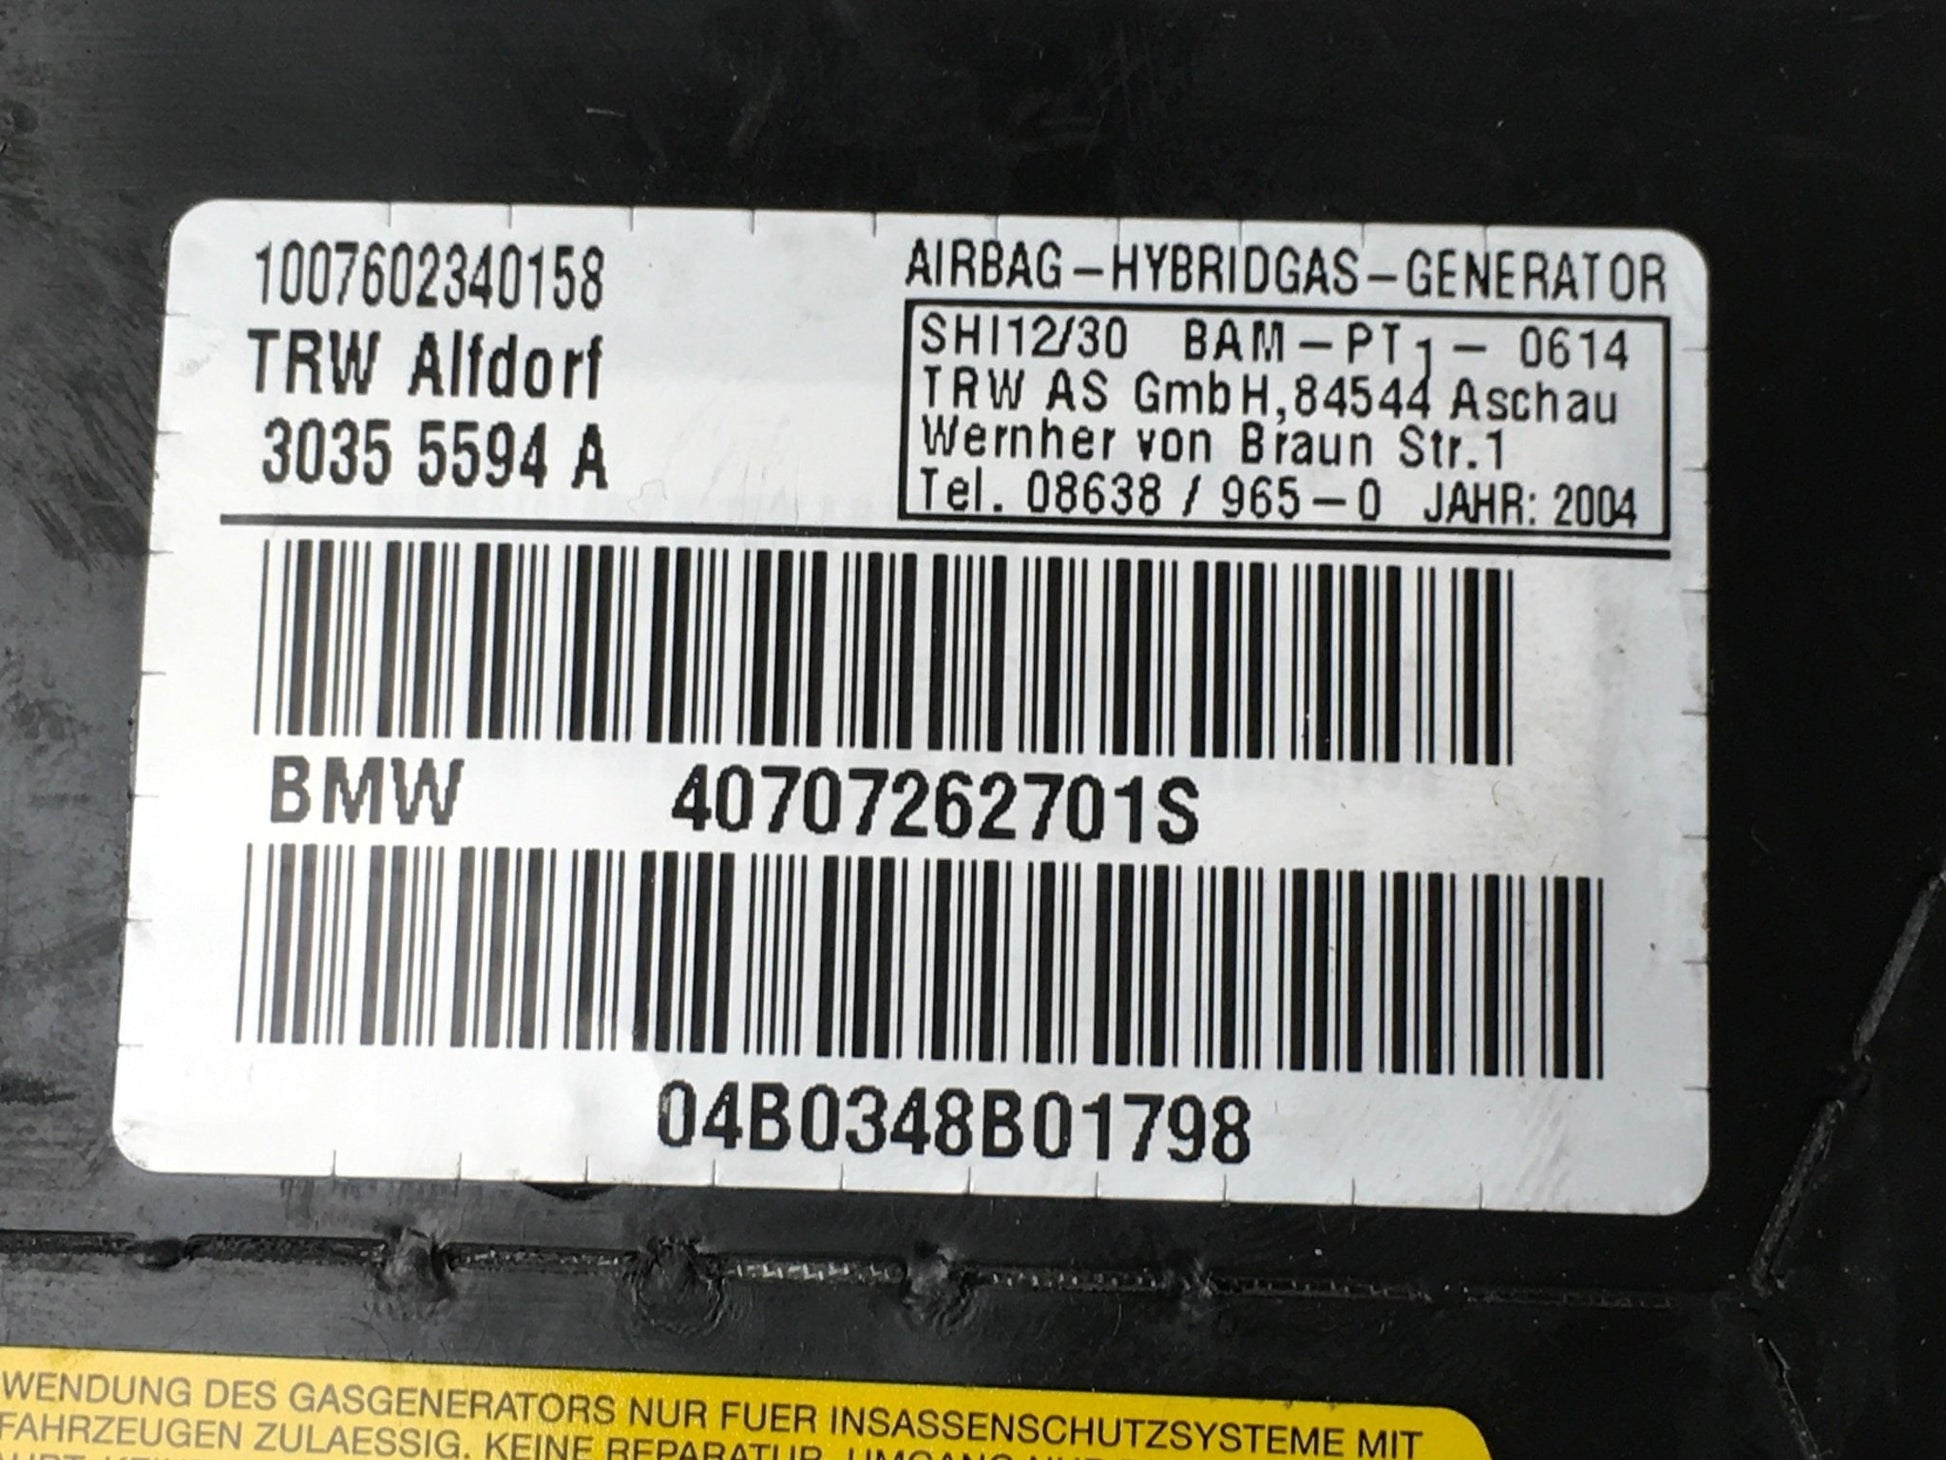 1007602340158
TRW Alfdorf
3035 5594 A
AIRBAG-HYBRIDGAS-GENERATOR
SHI12/30 BAM-PT1- 0614
TRW AS GmbH,84544 Aschau
Wernher von Braun Str.1
Tel. 08638 / 965-0 JAHR: 2004
BMW 40707262701S
04B0348B01798
WENDUNG DES GASGENERATORS NUR FUER INSASSENSCHUTZSYSTEME MIT
FAHRZEUGEN ZULAESSIG. KEINE REPARATUR, UMGANG NUR